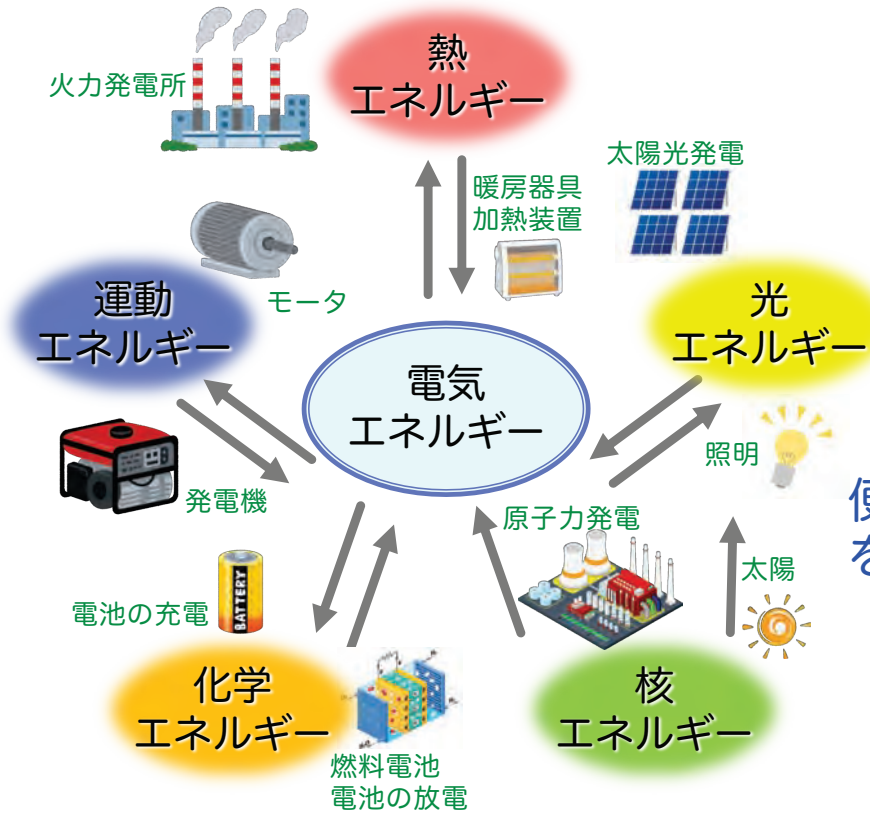 熱
エネルギー
火力発電所
太陽光発電
暖房器具
加熱装置
運動
エネルギー
モータ
光
エネルギー
電気
エネルギー
照明
発電機
原子力発電
使
を
太陽
BATTERY
電池の充電
化学
エネルギー
核
エネルギー
燃料電池
電池の放電